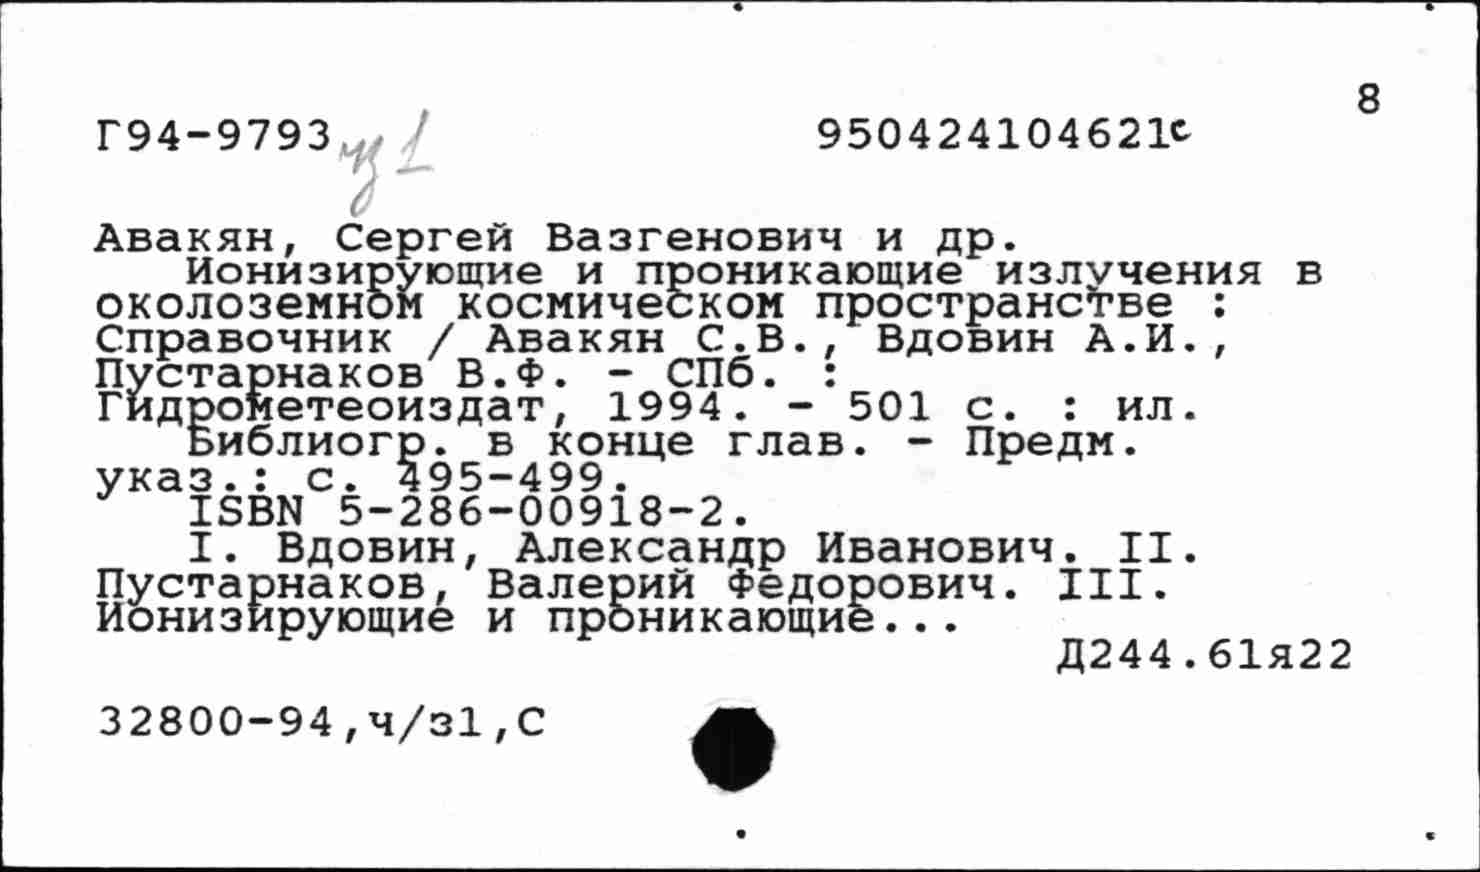 8
Г94-9793 чз1 950424104621с
Авакян, Сергей Вазгенович и др.
Ионизирующие и проникающие излучения в
околоземном космическом пространстве :
Справочник / Авакян С.В., Вдовин А.И.,
Пустарнаков В.Ф. - СПб. :
Гидрометеоиздат, 1994. - 501 с. : ил.
Библиогр. в конце глав. - Предм.
указ.: с. 495-499.
ISBN 5-286-00918-2.
I. Вдовин, Александр Иванович. II.
Пустарнаков, Валерий Федорович. III.
Ионизирующие и проникающие...
Д244.61я22
32800-94,ч/з1,С